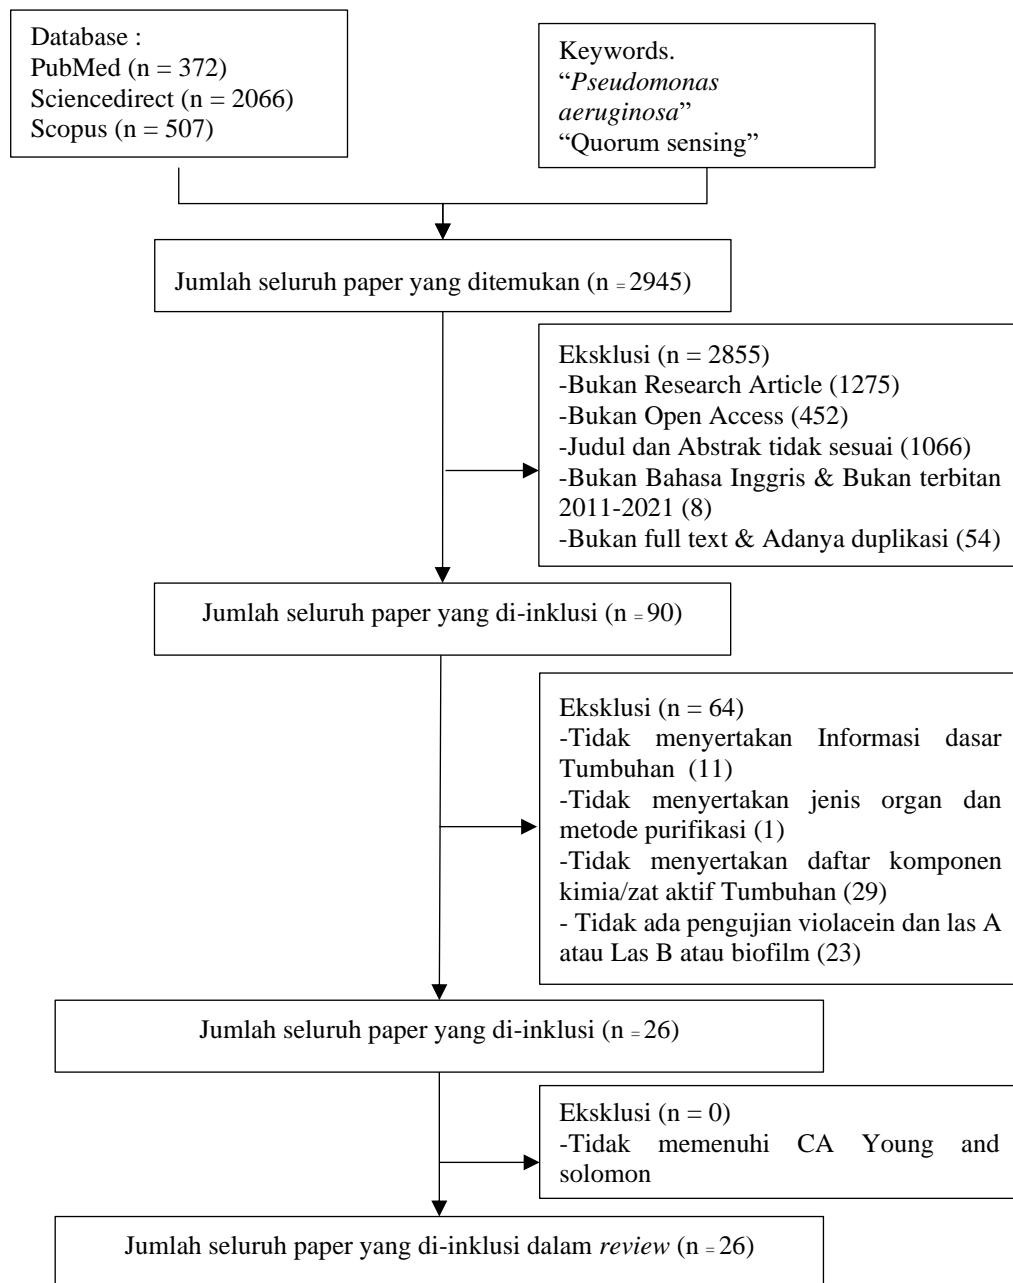 Database :
PubMed (n = 372)
Sciencedirect (n = 2066)
Scopus (n = 507)
Keywords.
“Pseudomonas
aeruginosa”
“Quorum sensing”
Jumlah seluruh paper yang ditemukan (n = 2945)
Eksklusi (n = 2855)
-Bukan Research Article (1275)
-Bukan Open Access (452)
-Judul dan Abstrak tidak sesuai (1066)
-Bukan Bahasa Inggris & Bukan terbitan
2011-2021 (8)
-Bukan full text & Adanya duplikasi (54)
Jumlah seluruh paper yang di-inklusi (n = 90)
Eksklusi (n = 64)
-Tidak menyertakan Informasi dasar
Tumbuhan (11)
-Tidak menyertakan jenis organ dan
metode purifikasi (1)
-Tidak menyertakan daftar komponen
kimia/zat aktif Tumbuhan (29)
- Tidak ada pengujian violacein dan las A
atau Las B atau biofilm (23)
Jumlah seluruh paper yang di-inklusi (n = 26)
Eksklusi (n = 0)
-Tidak memenuhi CA Young and
solomon
Jumlah seluruh paper yang di-inklusi dalam review (n = 26)